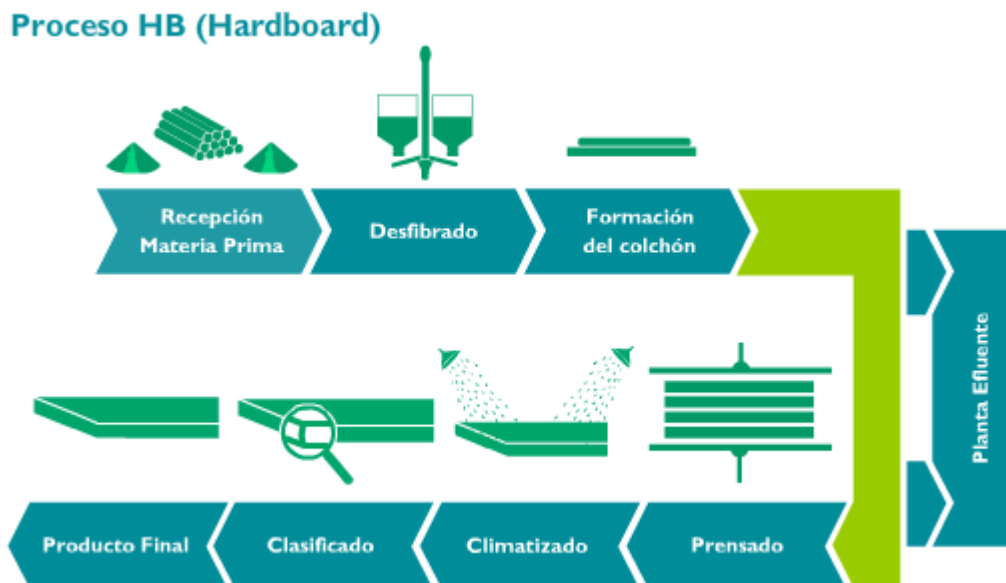 Proceso HB (Hardboard)
Recepción
Materia Prima
Desfibrado
Formación
del colchón
Planta Efluente
Prensado
Climatizado
Clasificado
Producto Final